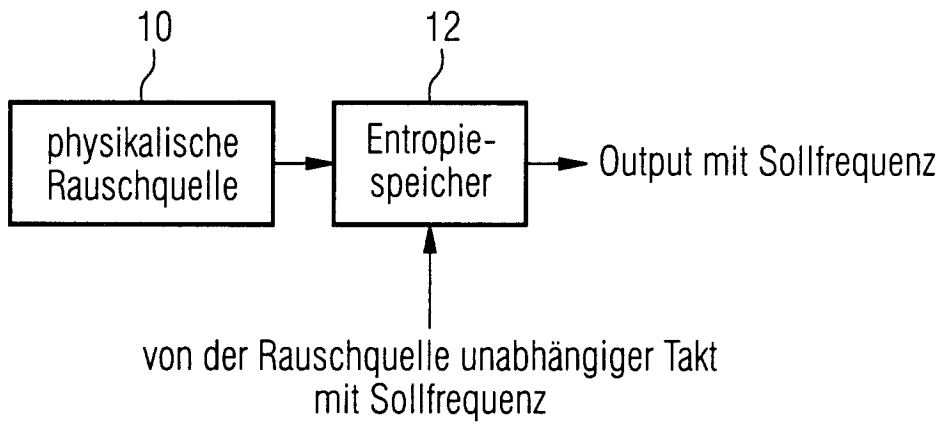 10
12
physikalische
Rauschquelle
Entropie-
speicher
Output mit Sollfrequenz
von der Rauschquelle unabhängiger Takt
mit Sollfrequenz